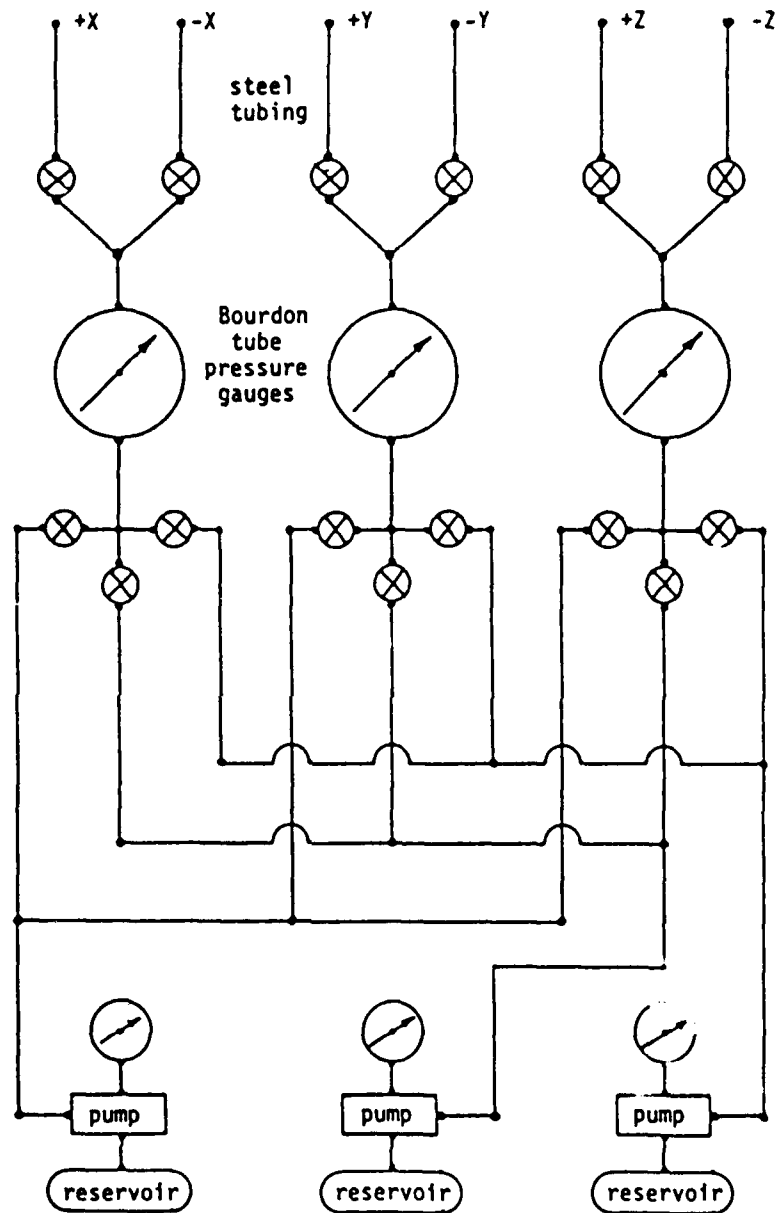 +X -X +Y -Y +Z -Z
steel
tubing
Bourdon
tube
pressure
gauges
pump pump pump
reservoir reservoir reservoir